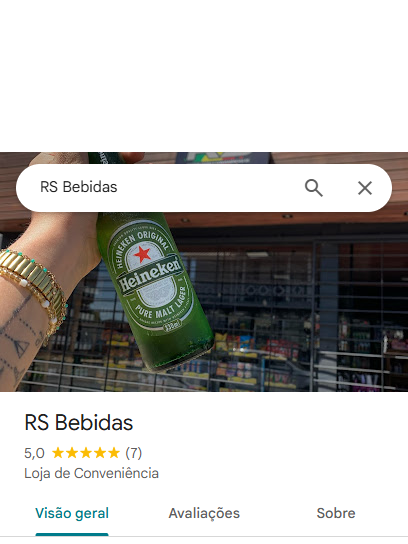 RS Bebidas
HEINEKEN ORIGINAL
Heineken
PURE MALT LAGER
330ml
RS Bebidas
5,0 (7)
Loja de Conveniência
Visão geral Avaliações Sobre